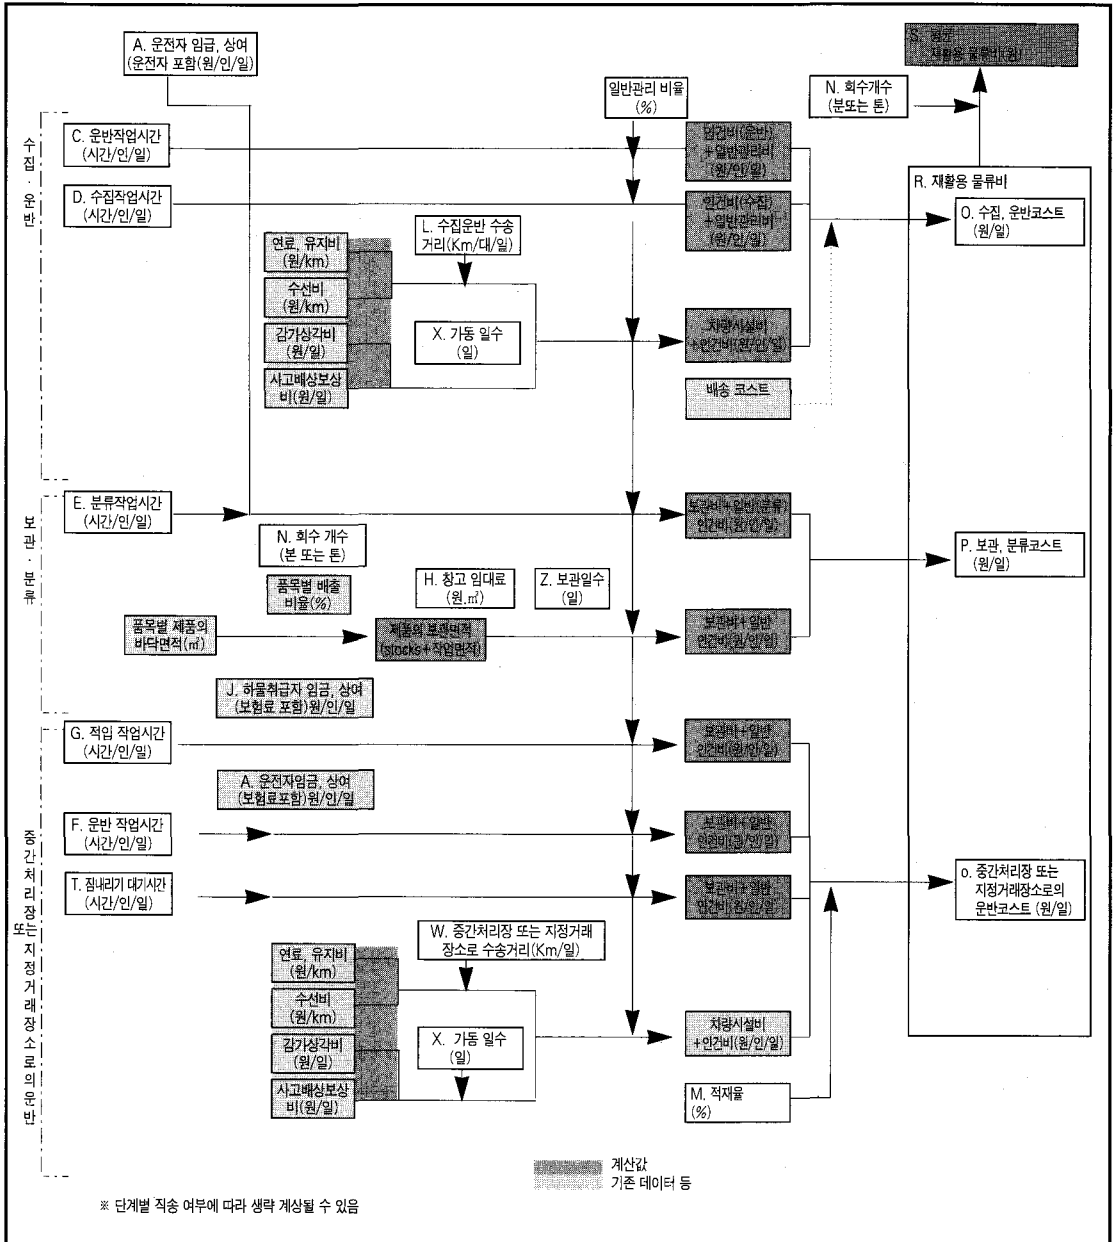 A. 운전자 임금, 상여
(운전자 포함(원/인/일)
S. 평균
재활용 물류비(원)
일반관리 비율
(%)
N. 회수개수
(분또는 톤)
수집·운반
C. 운반작업시간
(시간/인/일)
인건비(운반)
+일반관리비
(원/인/일)
R. 재활용 물류비
D. 수집작업시간
(시간/인/일)
인건비(수집)
+일반관리비
(원/인/일)
O. 수집, 운반코스트
(원/일)
L. 수집운반 수송
거리(Km/대/일)
연료, 유지비
(원/km)
수선비
(원/km)
감가상각비
(원/일)
사고배상보상
비(원/일)
X. 가동 일수
(일)
차량시설비
+인건비(원/인/일)
배송 코스트
보관·분류
E. 분류작업시간
(시간/인/일)
보관비+일반(분류)
인건비(원/인/일)
N. 회수 개수
(본 또는 톤)
P. 보관, 분류코스트
(원/일)
품목별 배출
비율(%)
H. 창고 임대료
(원.㎡)
Z. 보관일수
(일)
품목별 제품의
바닥면적(㎡)
제품의 보관면적
(stocks+작업면적)
보관비+일반
인건비(원/인/일)
J. 하물취급자 임금, 상여
(보험료 포함)원/인/일
중간처리장 또는 지정거래장소로의 운반
G. 적입 작업시간
(시간/인/일)
보관비+일반
인건비(원/인/일)
A. 운전자임금, 상여
(보험료포함)원/인/일
F. 운반 작업시간
(시간/인/일)
보관비+일반
인건비(원/인/일)
T. 짐내리기 대기시간
(시간/인/일)
보관비+일반
인건비(원/인/일)
o. 중간처리장 또는
지정거래장소로의
운반코스트 (원/일)
W. 중간처리장 또는 지정거래
장소로 수송거리(Km/일)
연료, 유지비
(원/km)
수선비
(원/km)
감가상각비
(원/일)
사고배상보상
비(원/일)
X. 가동 일수
(일)
차량시설비
+인건비(원/인/일)
M. 적재율
(%)
계산값
기존 데이터 등
※ 단계별 직송 여부에 따라 생략 계상될 수 있음